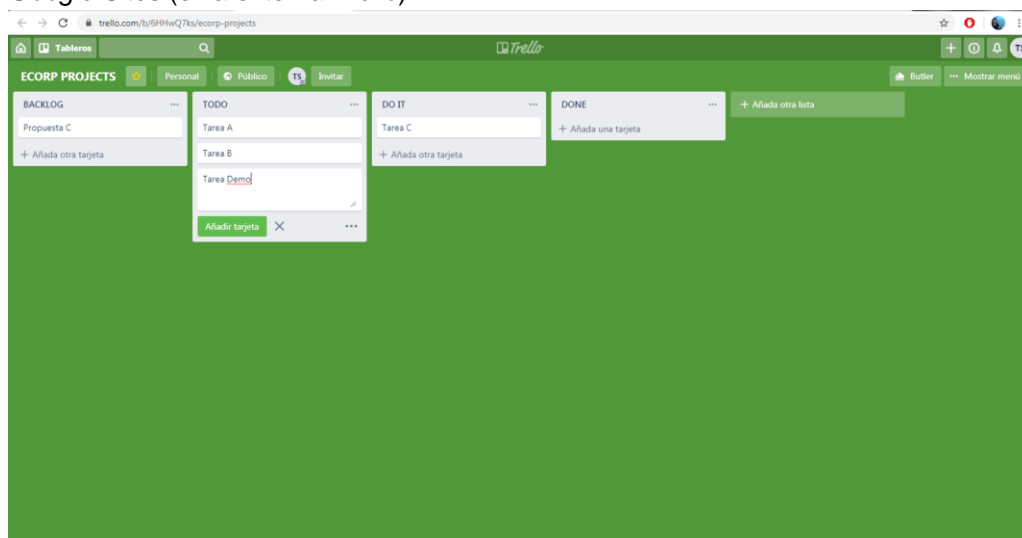 trello.com/b/6HHwQ7ks/ecorp-projects
Tableros
Trello
ECORP PROJECTS Personal Público TS Invitar Butler ... Mostrar menú
BACKLOG ...
Propuesta C
+ Añada otra tarjeta
TODO ...
Tarea A
Tarea B
Tarea Demo
Añadir tarjeta ...
DO IT ...
Tarea C
+ Añada otra tarjeta
DONE ...
+ Añada una tarjeta
+ Añada otra lista